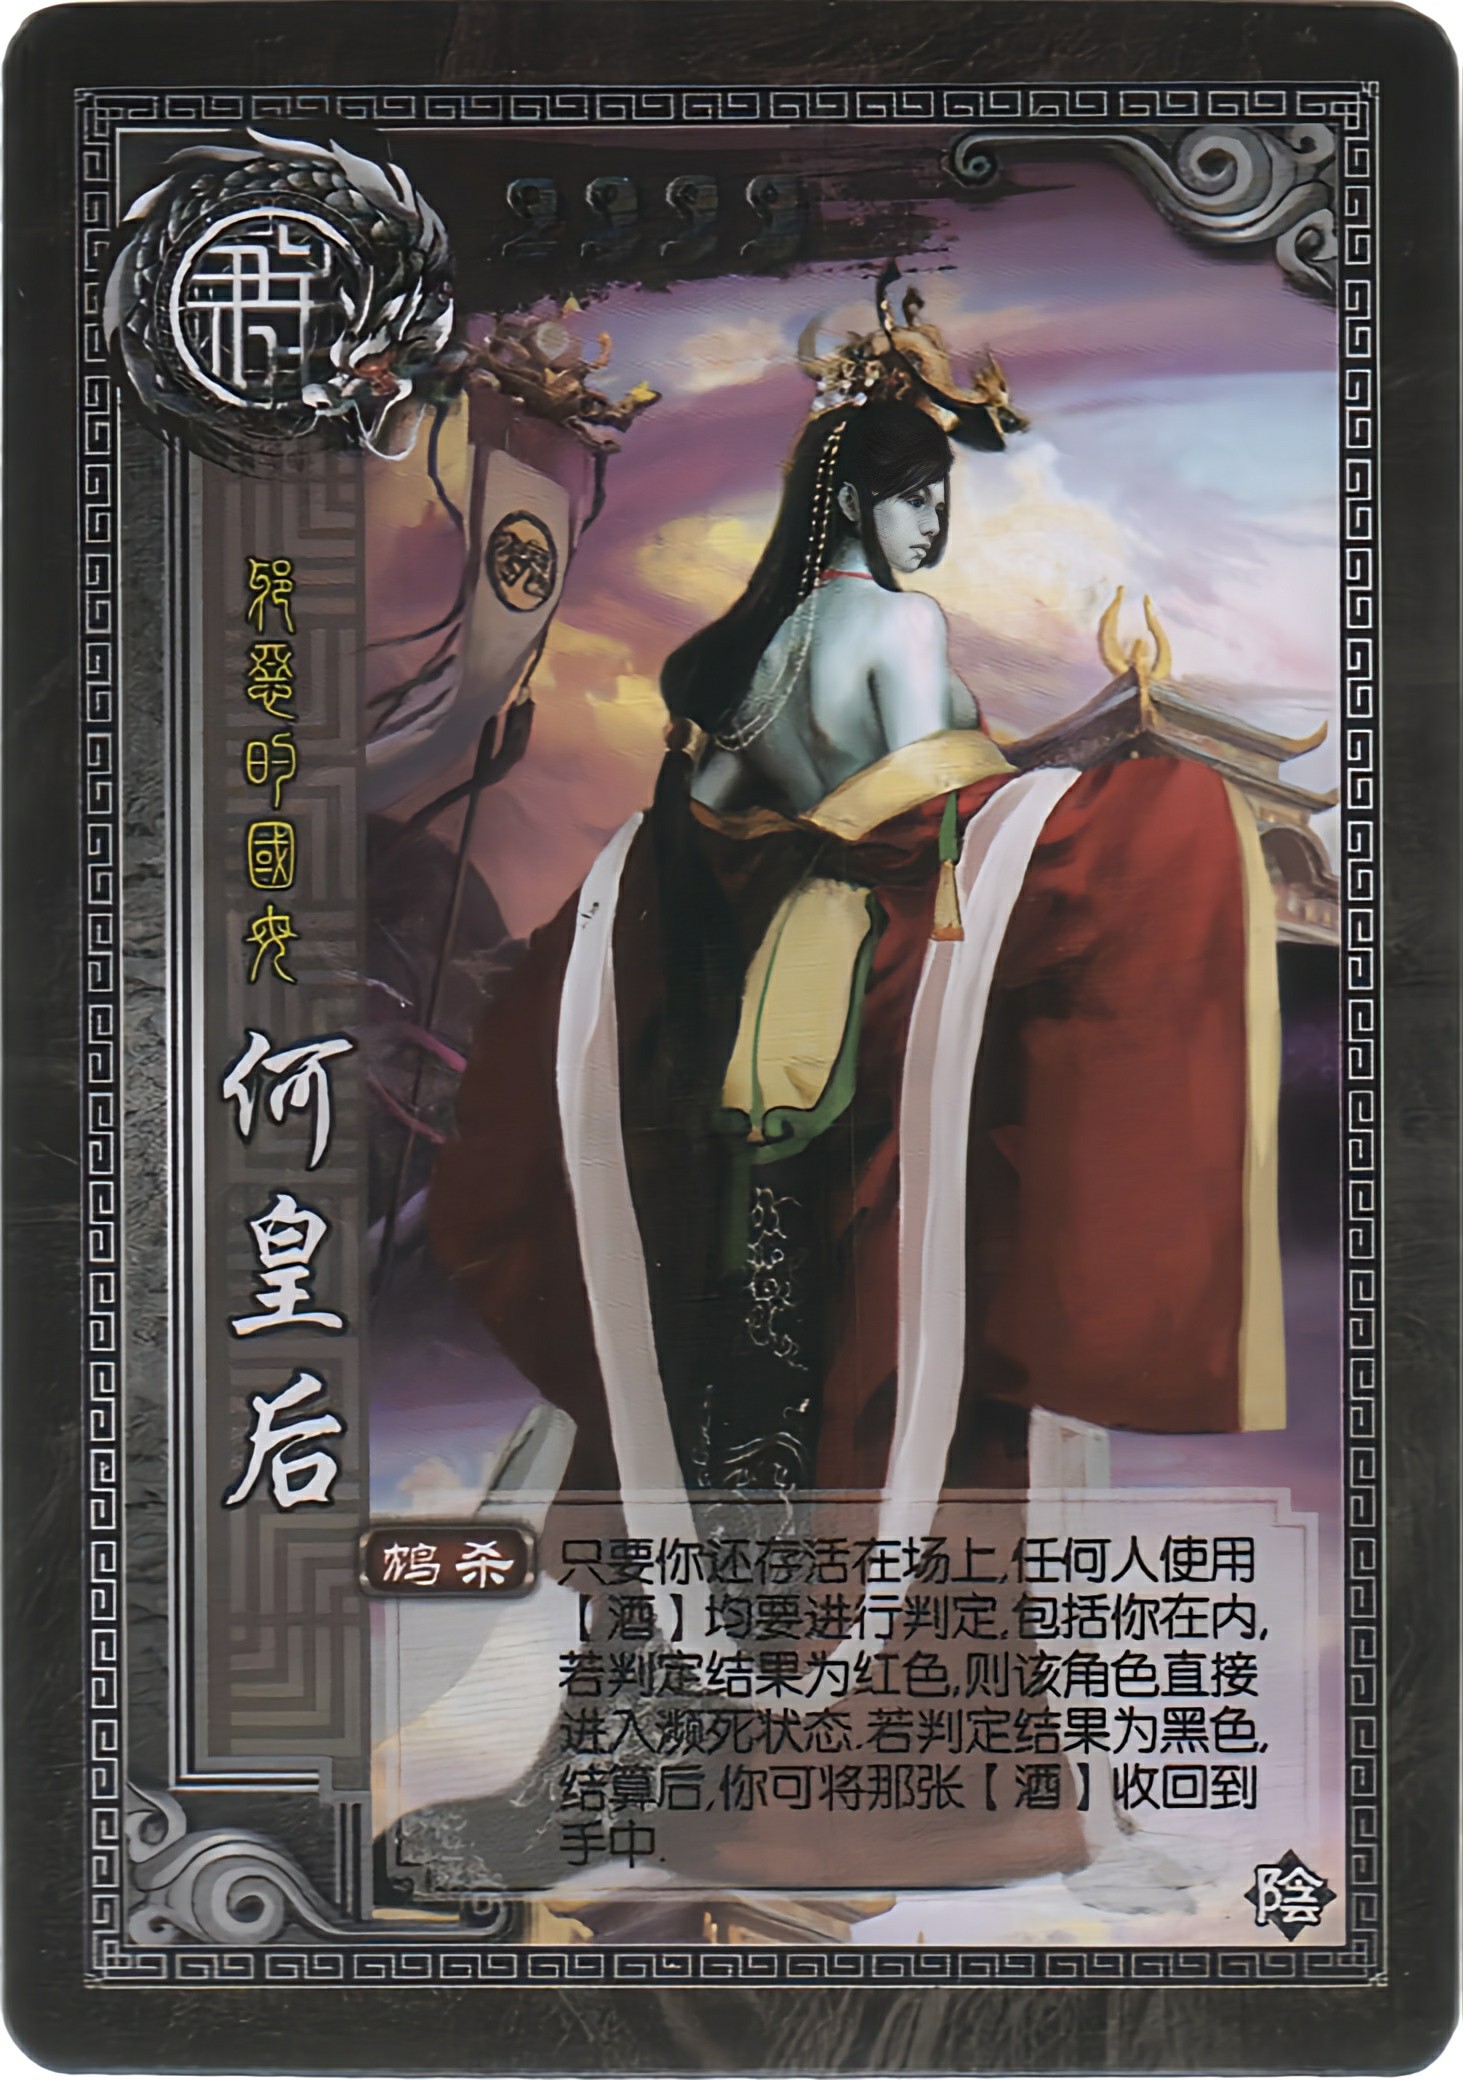 邪惡的國母
何皇后
鸩杀
只要你还存活在场上,任何人使用
【酒】均要进行判定,包括你在内,
若判定结果为红色,则该角色直接
进入濒死状态.若判定结果为黑色,
结算后,你可将那张【酒】收回到
手中.
陰